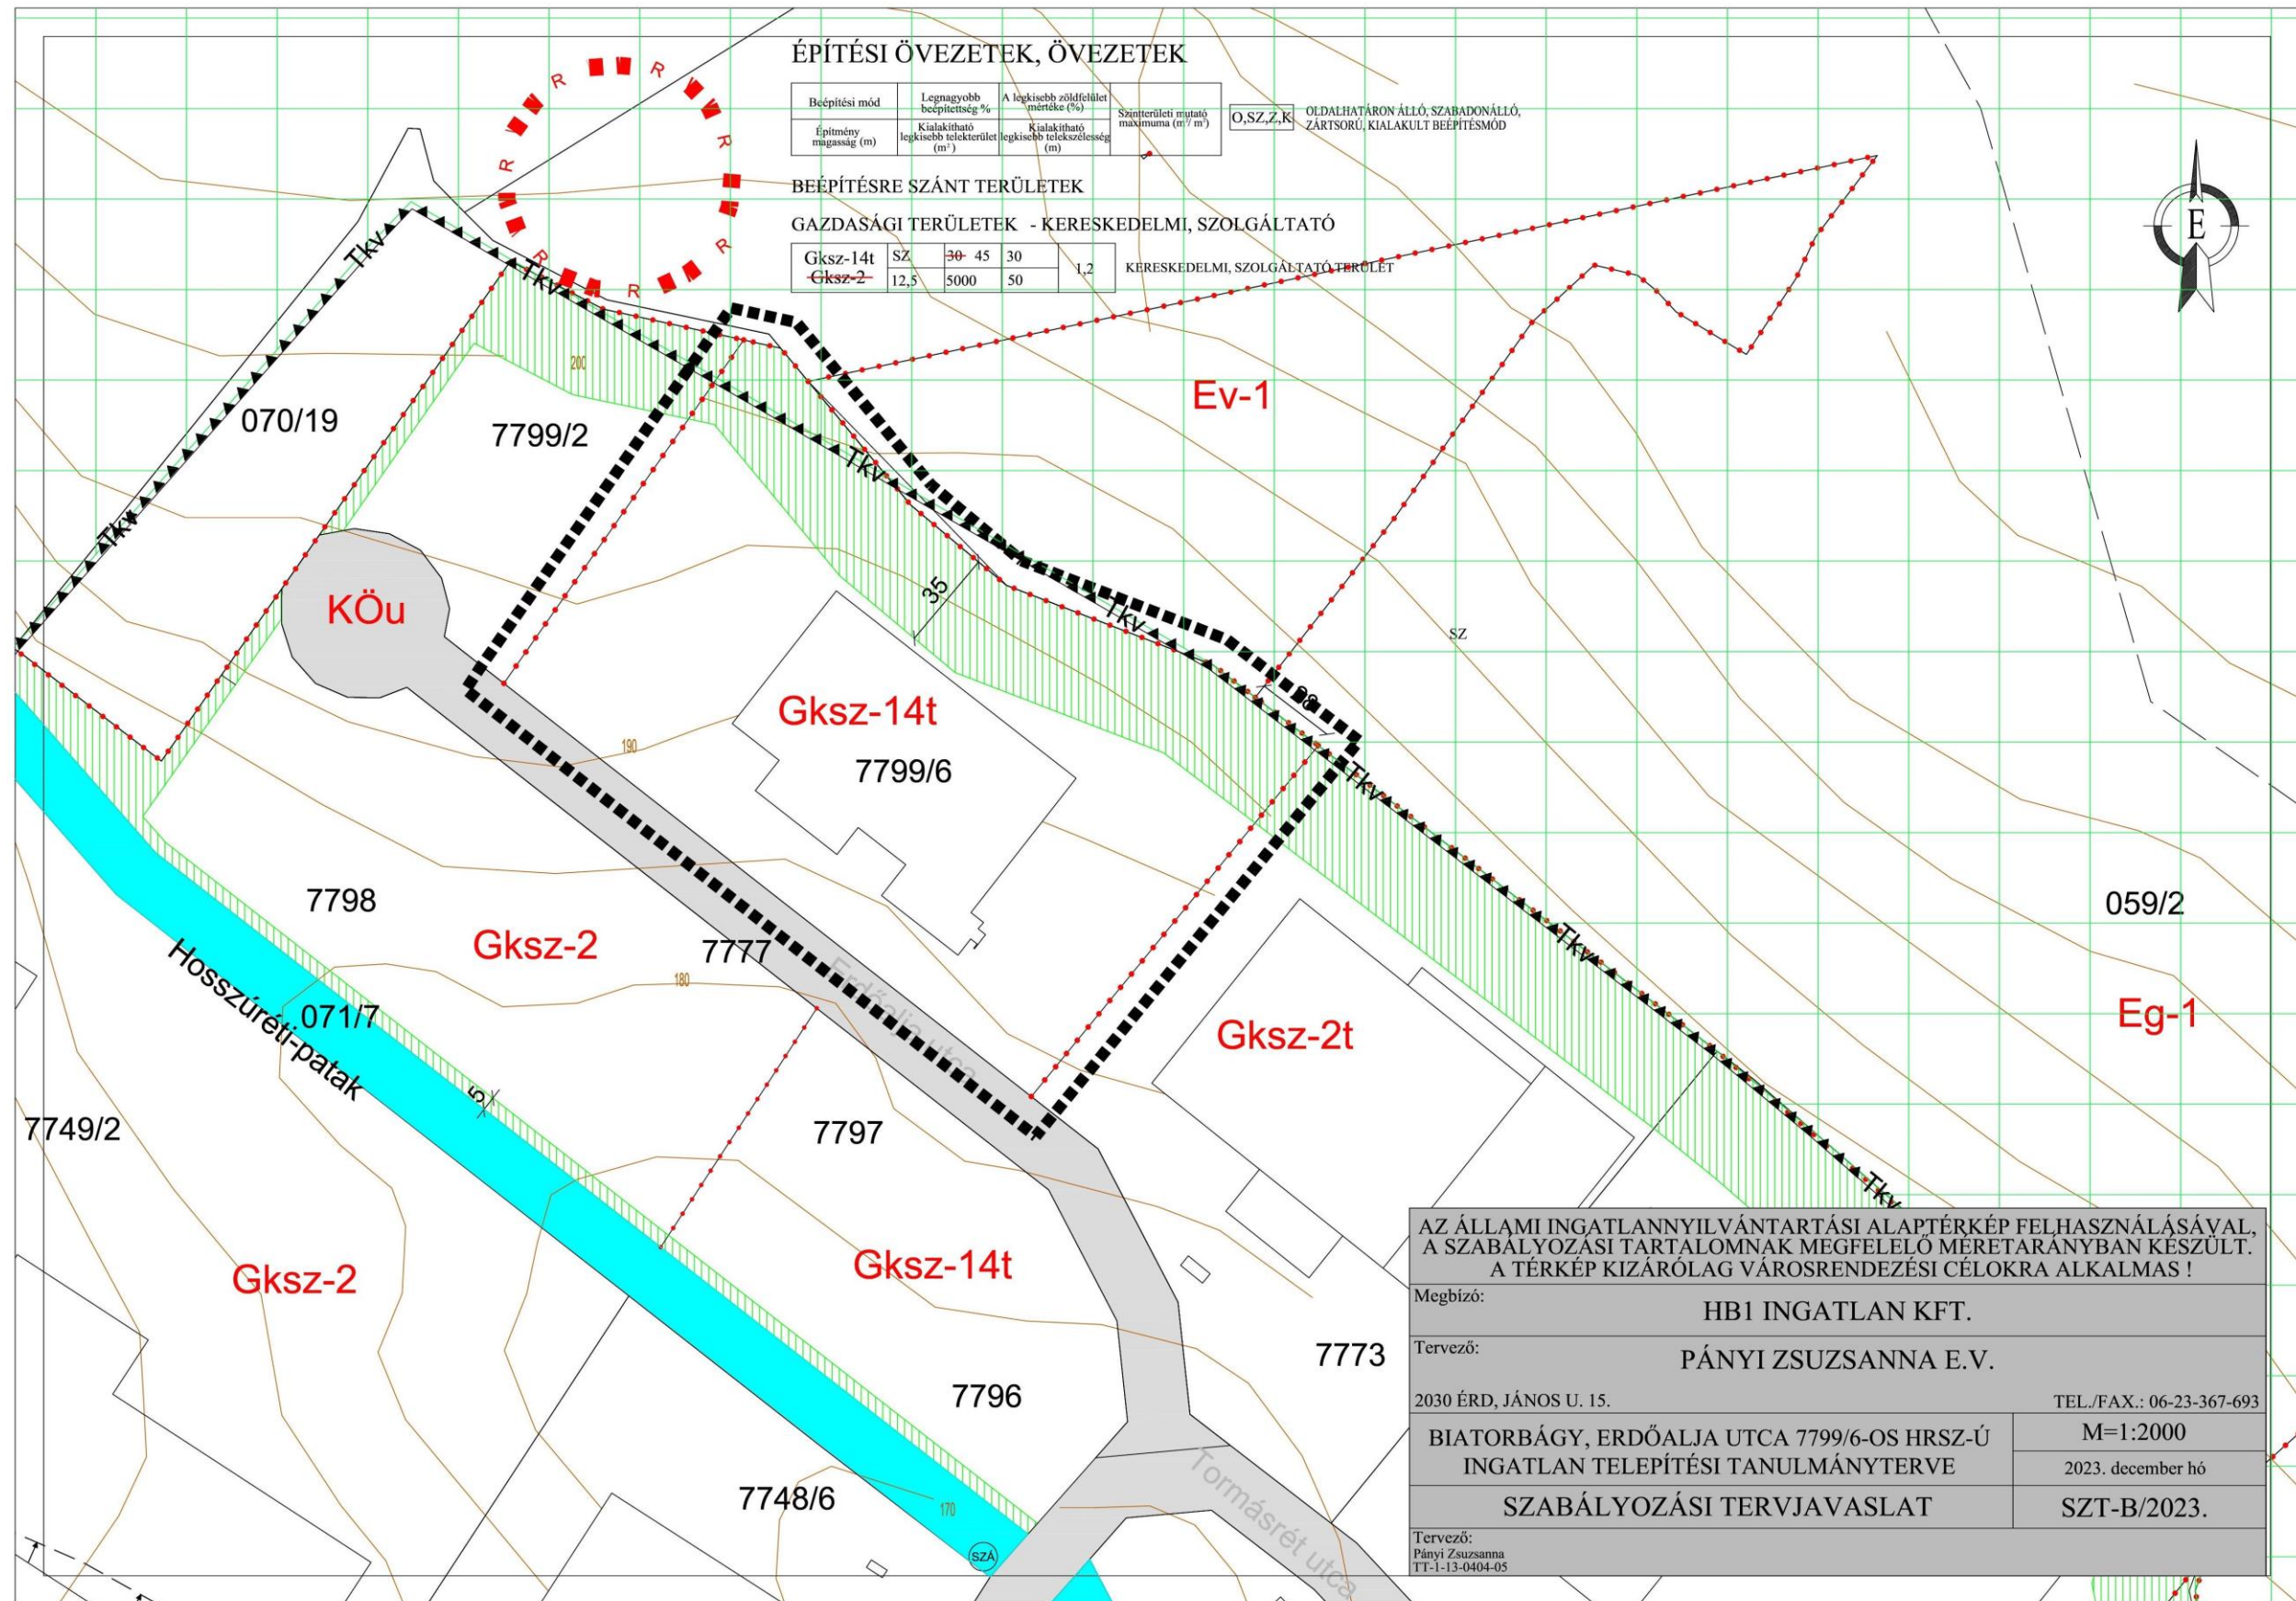 ÉPÍTÉSI ÖVEZETEK, ÖVEZETEK
Beépítési mód
Legnagyobb beépítettség %
A legkisebb zöldfelület mértéke (%)
Szintterületi mutató maximuma (m²/ m²)
Építmény magasság (m)
Kialakítható legkisebb telekterület (m²)
Kialakítható legkisebb telekszélesség (m)
O,SZ,Z,K
OLDALHATÁRON ÁLLÓ, SZABADONÁLLÓ,
ZÁRTSORÚ, KIALAKULT BEÉPÍTÉSMÓD
BEÉPÍTÉSRE SZÁNT TERÜLETEK
GAZDASÁGI TERÜLETEK - KERESKEDELMI, SZOLGÁLTATÓ
Gksz-14t SZ 30 45 30
Gksz-2 12,5 5000 50
1,2
KERESKEDELMI, SZOLGÁLTATÓ TERÜLET
R
R
R
R
R
R
R
R
R
R
É
Tkv
Tkv
200
Ev-1
070/19
7799/2
Tkv
Tkv
35
KÖu
Tkv
SZ
Gksz-14t
98
190
7799/6
Tkv
7798
059/2
Gksz-2
7777
Tkv
180
Erdőalja utca
Hosszúréti-patak
071/7
Eg-1
Gksz-2t
5
7749/2
7797
Tkv
Gksz-2
Gksz-14t
7773
7796
7748/6
170
SZÁ
Tormásrét utca
AZ ÁLLAMI INGATLANNYILVÁNTARTÁSI ALAPTÉRKÉP FELHASZNÁLÁSÁVAL,
A SZABÁLYOZÁSI TARTALOMNAK MEGFELELŐ MÉRETARÁNYBAN KÉSZÜLT.
A TÉRKÉP KIZÁRÓLAG VÁROSRENDEZÉSI CÉLOKRA ALKALMAS !
Megbízó:
HB1 INGATLAN KFT.
Tervező:
PÁNYI ZSUZSANNA E.V.
2030 ÉRD, JÁNOS U. 15.
TEL./FAX.: 06-23-367-693
BIATORBÁGY, ERDŐALJA UTCA 7799/6-OS HRSZ-Ú
INGATLAN TELEPÍTÉSI TANULMÁNYTERVE
M=1:2000
2023. december hó
SZABÁLYOZÁSI TERVJAVASLAT
SZT-B/2023.
Tervező:
Pányi Zsuzsanna
TT-1-13-0404-05